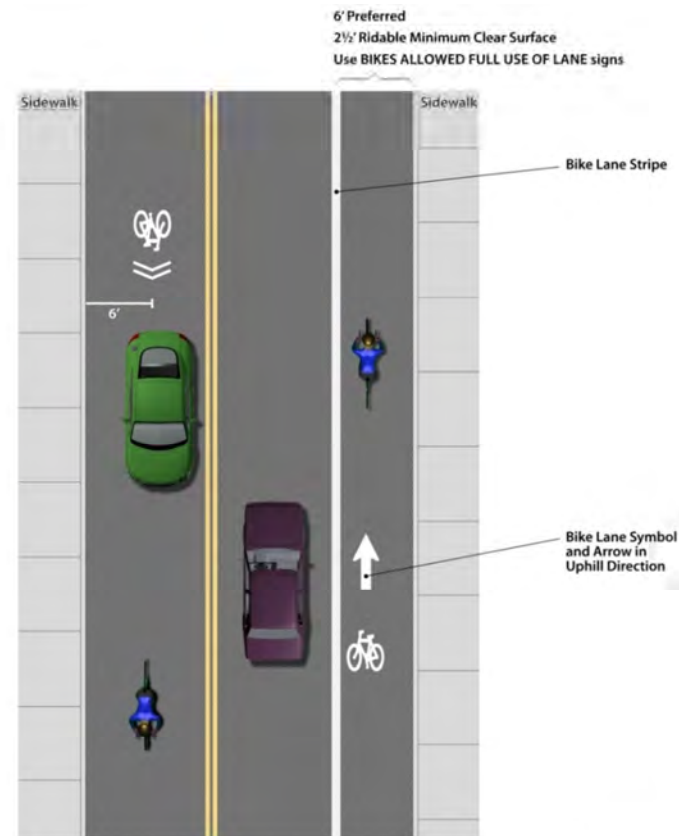 6' Preferred
2½' Ridable Minimum Clear Surface
Use BIKES ALLOWED FULL USE OF LANE signs
Sidewalk
Sidewalk
Bike Lane Stripe
6'
Bike Lane Symbol
and Arrow in
Uphill Direction